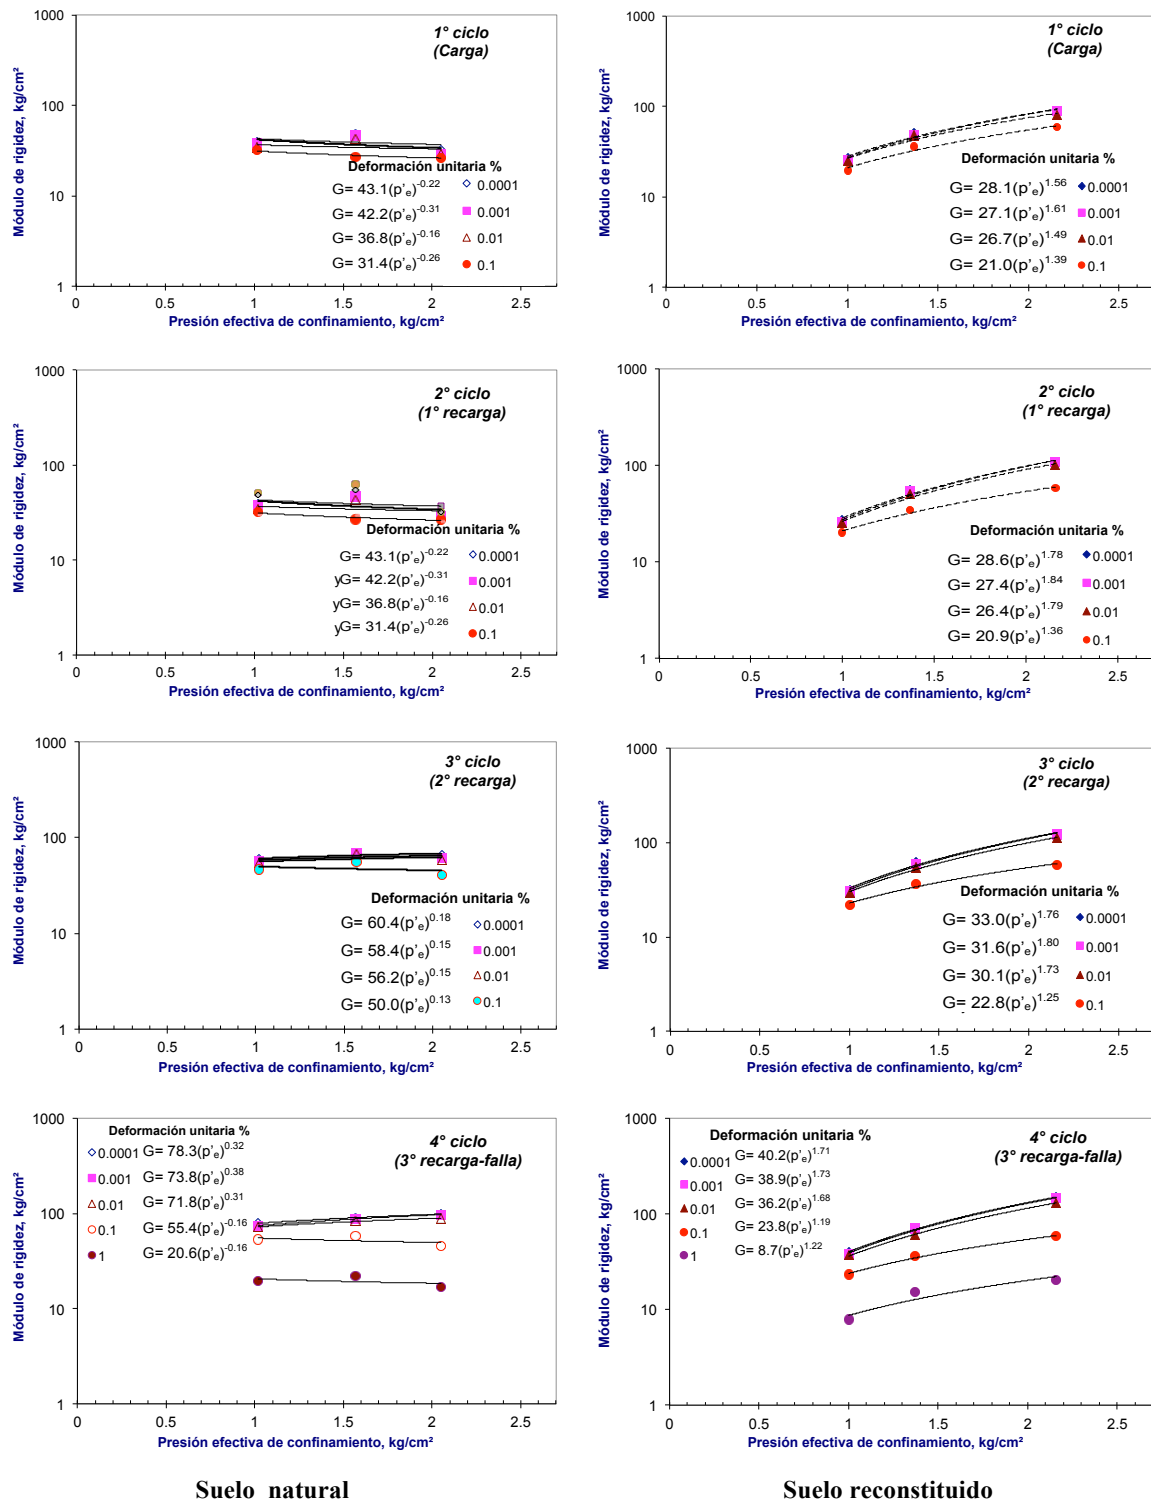 1000
1° ciclo
(Carga)
Módulo de rigidez, kg/cm²
100
Deformación unitaria %
G= 43.1(p'e)-0.22 0.0001
G= 42.2(p'e)-0.31 0.001
10
G= 36.8(p'e)-0.16 0.01
G= 31.4(p'e)-0.26 0.1
1
0 0.5 1 1.5 2 2.5
Presión efectiva de confinamiento, kg/cm²
1000
1° ciclo
(Carga)
Módulo de rigidez, kg/cm²
100
Deformación unitaria %
G= 28.1(p'e)1.56 0.0001
10
G= 27.1(p'e)1.61 0.001
G= 26.7(p'e)1.49 0.01
G= 21.0(p'e)1.39 0.1
1
0 0.5 1 1.5 2 2.5
Presión efectiva de confinamiento, kg/cm²
1000
2° ciclo
(1° recarga)
Módulo de rigidez, kg/cm²
100
Deformación unitaria %
10
G= 43.1(p'e)-0.22 0.0001
yG= 42.2(p'e)-0.31 0.001
yG= 36.8(p'e)-0.16 0.01
yG= 31.4(p'e)-0.26 0.1
1
0 0.5 1 1.5 2 2.5
Presión efectiva de confinamiento, kg/cm²
1000
2° ciclo
(1° recarga)
Módulo de rigidez, kg/cm²
100
Deformación unitaria %
10
G= 28.6(p'e)1.78 0.0001
G= 27.4(p'e)1.84 0.001
G= 26.4(p'e)1.79 0.01
G= 20.9(p'e)1.36 0.1
1
0 0.5 1 1.5 2 2.5
Presión efectiva de confinamiento, kg/cm²
1000
3° ciclo
(2° recarga)
Módulo de rigidez, kg/cm²
100
Deformación unitaria %
10
G= 60.4(p'e)0.18 0.0001
G= 58.4(p'e)0.15 0.001
G= 56.2(p'e)0.15 0.01
G= 50.0(p'e)0.13 0.1
1
0 0.5 1 1.5 2 2.5
Presión efectiva de confinamiento, kg/cm²
1000
3° ciclo
(2° recarga)
Módulo de rigidez, kg/cm²
100
Deformación unitaria %
10
G= 33.0(p'e)1.76 0.0001
G= 31.6(p'e)1.80 0.001
G= 30.1(p'e)1.73 0.01
G= 22.8(p'e)1.25 0.1
1
0 0.5 1 1.5 2 2.5
Presión efectiva de confinamiento, kg/cm²
1000
Deformación unitaria %
4° ciclo
(3° recarga-falla)
0.0001 G= 78.3(p'e)0.32
0.001 G= 73.8(p'e)0.38
0.01 G= 71.8(p'e)0.31
0.1 G= 55.4(p'e)-0.16
1 G= 20.6(p'e)-0.16
Módulo de rigidez, kg/cm²
100
10
1
0 0.5 1 1.5 2 2.5
Presión efectiva de confinamiento, kg/cm²
1000
Deformación unitaria %
4° ciclo
(3° recarga-falla)
0.0001 G= 40.2(p'e)1.71
0.001 G= 38.9(p'e)1.73
0.01 G= 36.2(p'e)1.68
0.1 G= 23.8(p'e)1.19
1 G= 8.7(p'e)1.22
Módulo de rigidez, kg/cm²
100
10
1
0 0.5 1 1.5 2 2.5
Presión efectiva de confinamiento, kg/cm²
Suelo natural
Suelo reconstituido